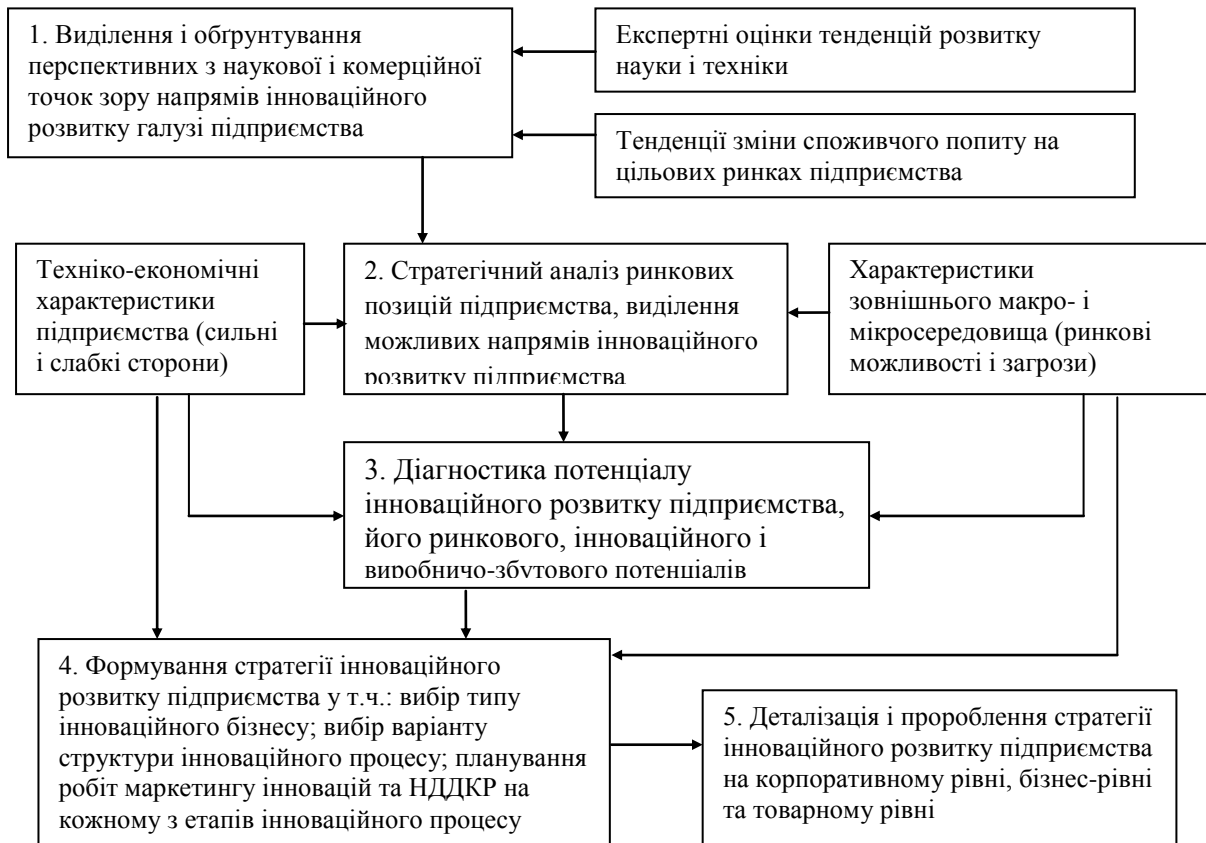 1. Виділення і обґрунтування
перспективних з наукової і комерційної
точок зору напрямів інноваційного
розвитку галузі підприємства
Експертні оцінки тенденцій розвитку
науки і техніки
Тенденції зміни споживчого попиту на
цільових ринках підприємства
Техніко-економічні
характеристики
підприємства (сильні
і слабкі сторони)
2. Стратегічний аналіз ринкових
позицій підприємства, виділення
можливих напрямів інноваційного
розвитку підприємства
Характеристики
зовнішнього макро- і
мікросередовища (ринкові
можливості і загрози)
3. Діагностика потенціалу
інноваційного розвитку підприємства,
його ринкового, інноваційного і
виробничо-збутового потенціалів
4. Формування стратегії інноваційного
розвитку підприємства у т.ч.: вибір типу
інноваційного бізнесу; вибір варіанту
структури інноваційного процесу; планування
робіт маркетингу інновацій та НДДКР на
кожному з етапів інноваційного процесу
5. Деталізація і пророблення стратегії
інноваційного розвитку підприємства
на корпоративному рівні, бізнес-рівні
та товарному рівні